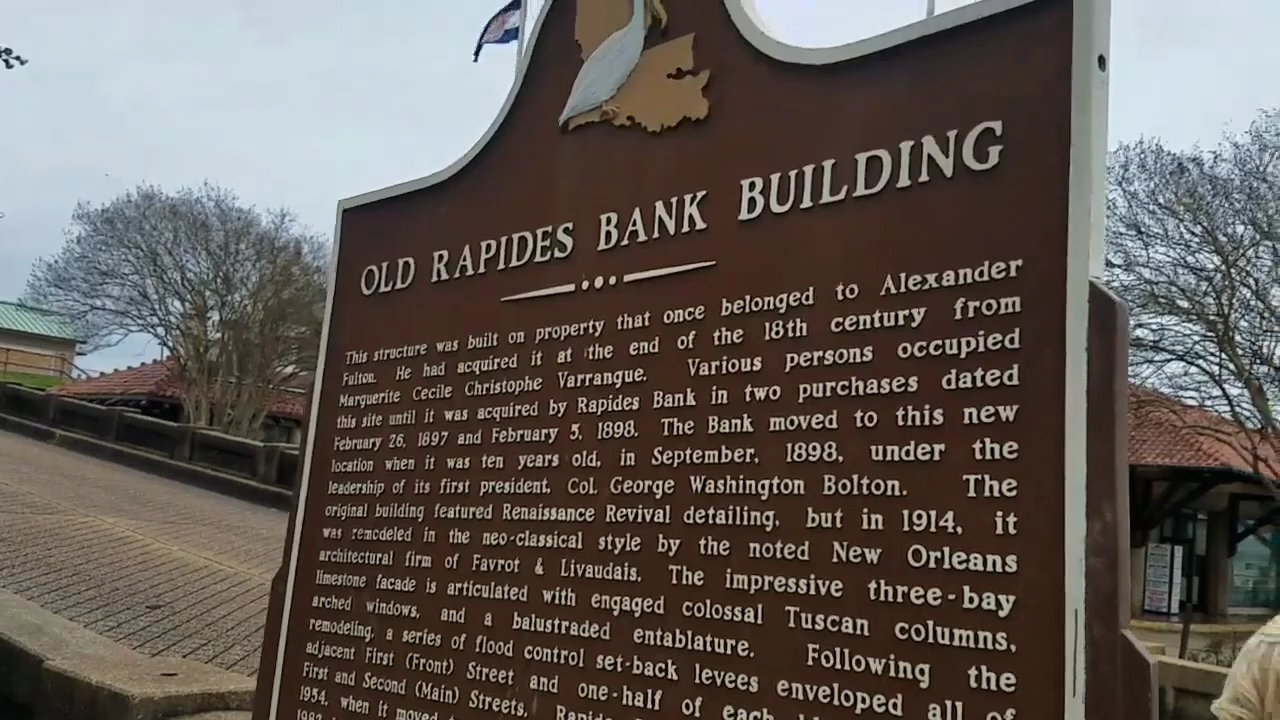 OLD RAPIDES BANK BUILDING
This structure was built on property that once belonged to Alexander
Fulton. He had acquired it at the end of the 18th century from
Marguerite Cecile Christophe Varrangue. Various persons occupied
this site until it was acquired by Rapides Bank in two purchases dated
February 26, 1897 and February 5, 1898. The Bank moved to this new
location when it was ten years old, in September, 1898, under the
leadership of its first president, Col. George Washington Bolton. The
original building featured Renaissance Revival detailing, but in 1914, it
was remodeled in the neo-classical style by the noted New Orleans
architectural firm of Favrot & Livaudais. The impressive three-bay
limestone facade is articulated with engaged colossal Tuscan columns,
arched windows, and a balustraded entablature. Following the
remodeling, a series of flood control set-back levees enveloped all of
adjacent First (Front) Street and one-half of each
First and Second (Main) Streets. Rapides
1954, when it moved